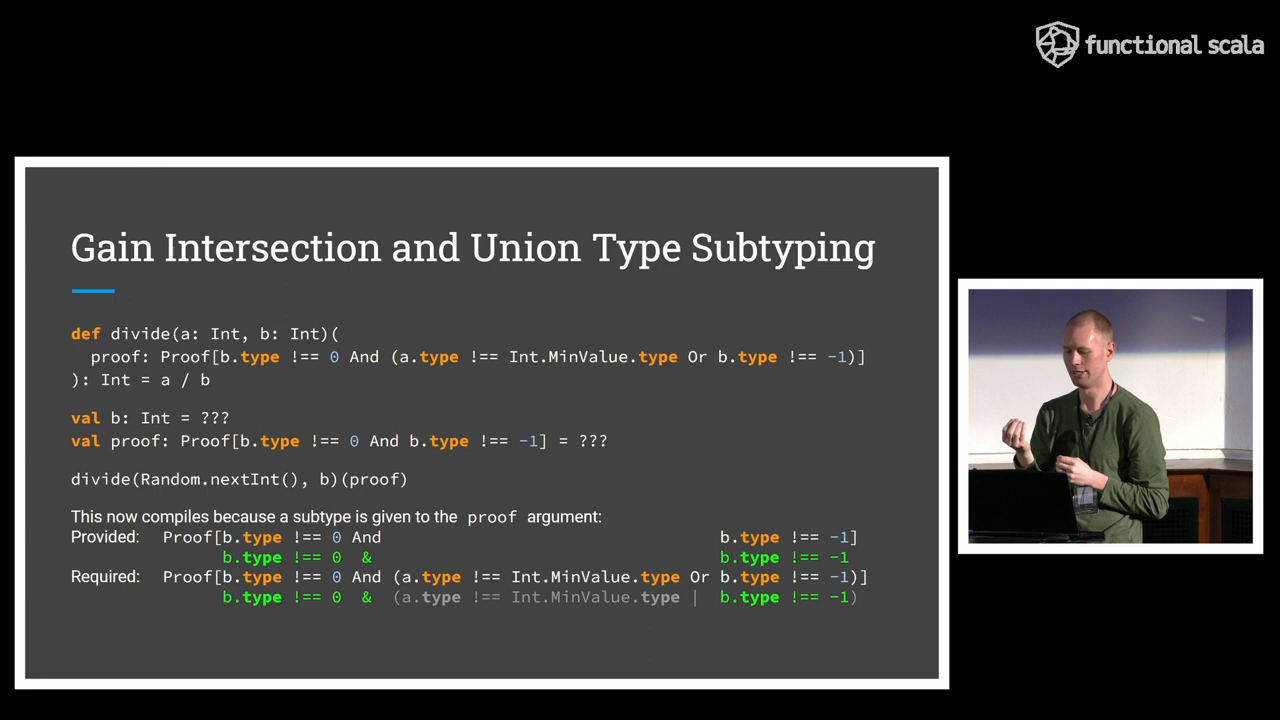 functional scala
Gain Intersection and Union Type Subtyping
def divide(a: Int, b: Int)(
proof: Proof[b.type !== 0 And (a.type !== Int.MinValue.type Or b.type !== -1)]
): Int = a / b
val b: Int = ???
val proof: Proof[b.type !== 0 And b.type !== -1] = ???
divide(Random.nextInt(), b)(proof)
This now compiles because a subtype is given to the proof argument:
Provided: Proof[b.type !== 0 And b.type !== -1]
b.type !== 0 & b.type !== -1
Required: Proof[b.type !== 0 And (a.type !== Int.MinValue.type Or b.type !== -1)]
b.type !== 0 & (a.type !== Int.MinValue.type | b.type !== -1)